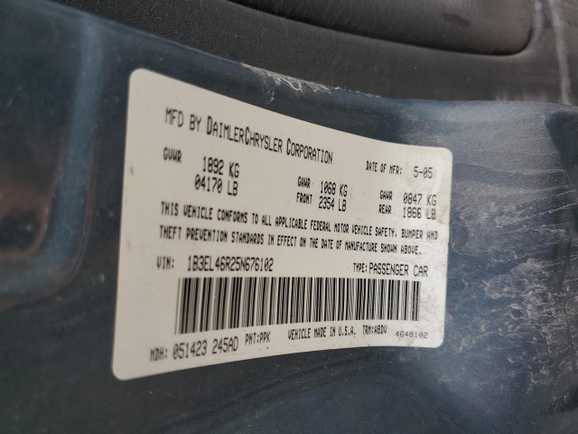 MFD BY DAIMLERCHRYSLER CORPORATION
DATE OF MFR: 5-05
GVWR 1892 KG 04170 LB
GAWR FRONT 1068 KG 2354 LB
GAWR REAR 0847 KG 1866 LB
THIS VEHICLE CONFORMS TO ALL APPLICABLE FEDERAL MOTOR VEHICLE SAFETY, BUMPER AND
THEFT PREVENTION STANDARDS IN EFFECT ON THE DATE OF MANUFACTURE SHOWN ABOVE.
VIN: 1B3EL46R25N676102 TYPE: PASSENGER CAR
MDH: 051423 245AD PNT: PPK VEHICLE MADE IN U.S.A. TRM: A8DV 4648102